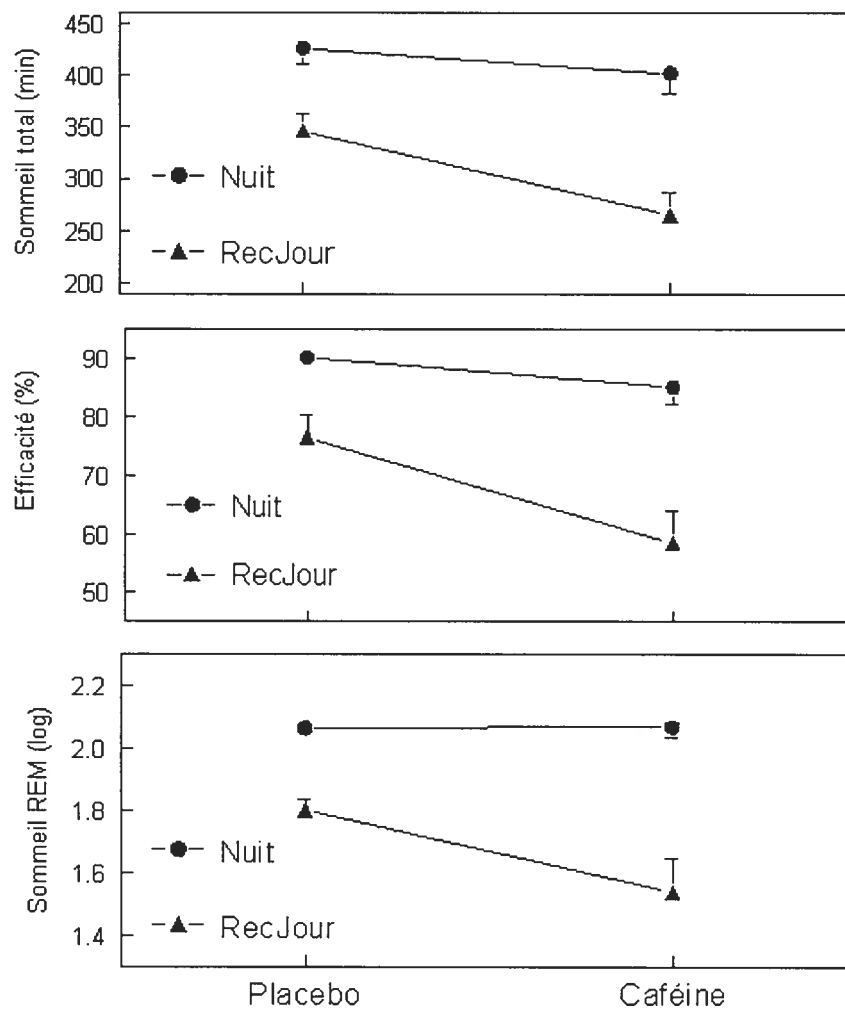 Sommeil total (min)
450
400
350
300
250
200
Nuit
RecJour
Efficacité (%)
90
80
70
60
50
Nuit
RecJour
Sommeil REM (log)
2.2
2.0
1.8
1.6
1.4
Nuit
RecJour
Placebo
Caféine